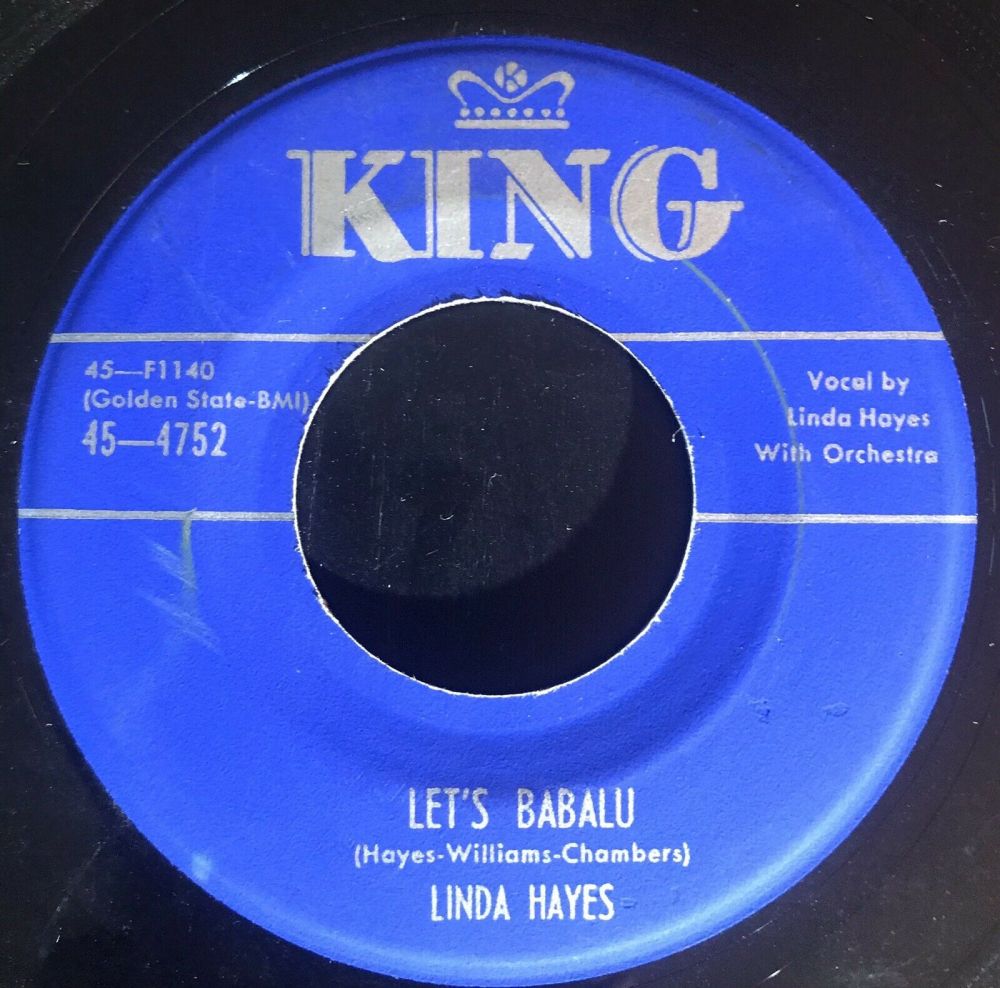 K
KING
45—F1140
(Golden State-BMI)
45—4752
Vocal by
Linda Hayes
With Orchestra
LET'S BABALU
(Hayes-Williams-Chambers)
LINDA HAYES